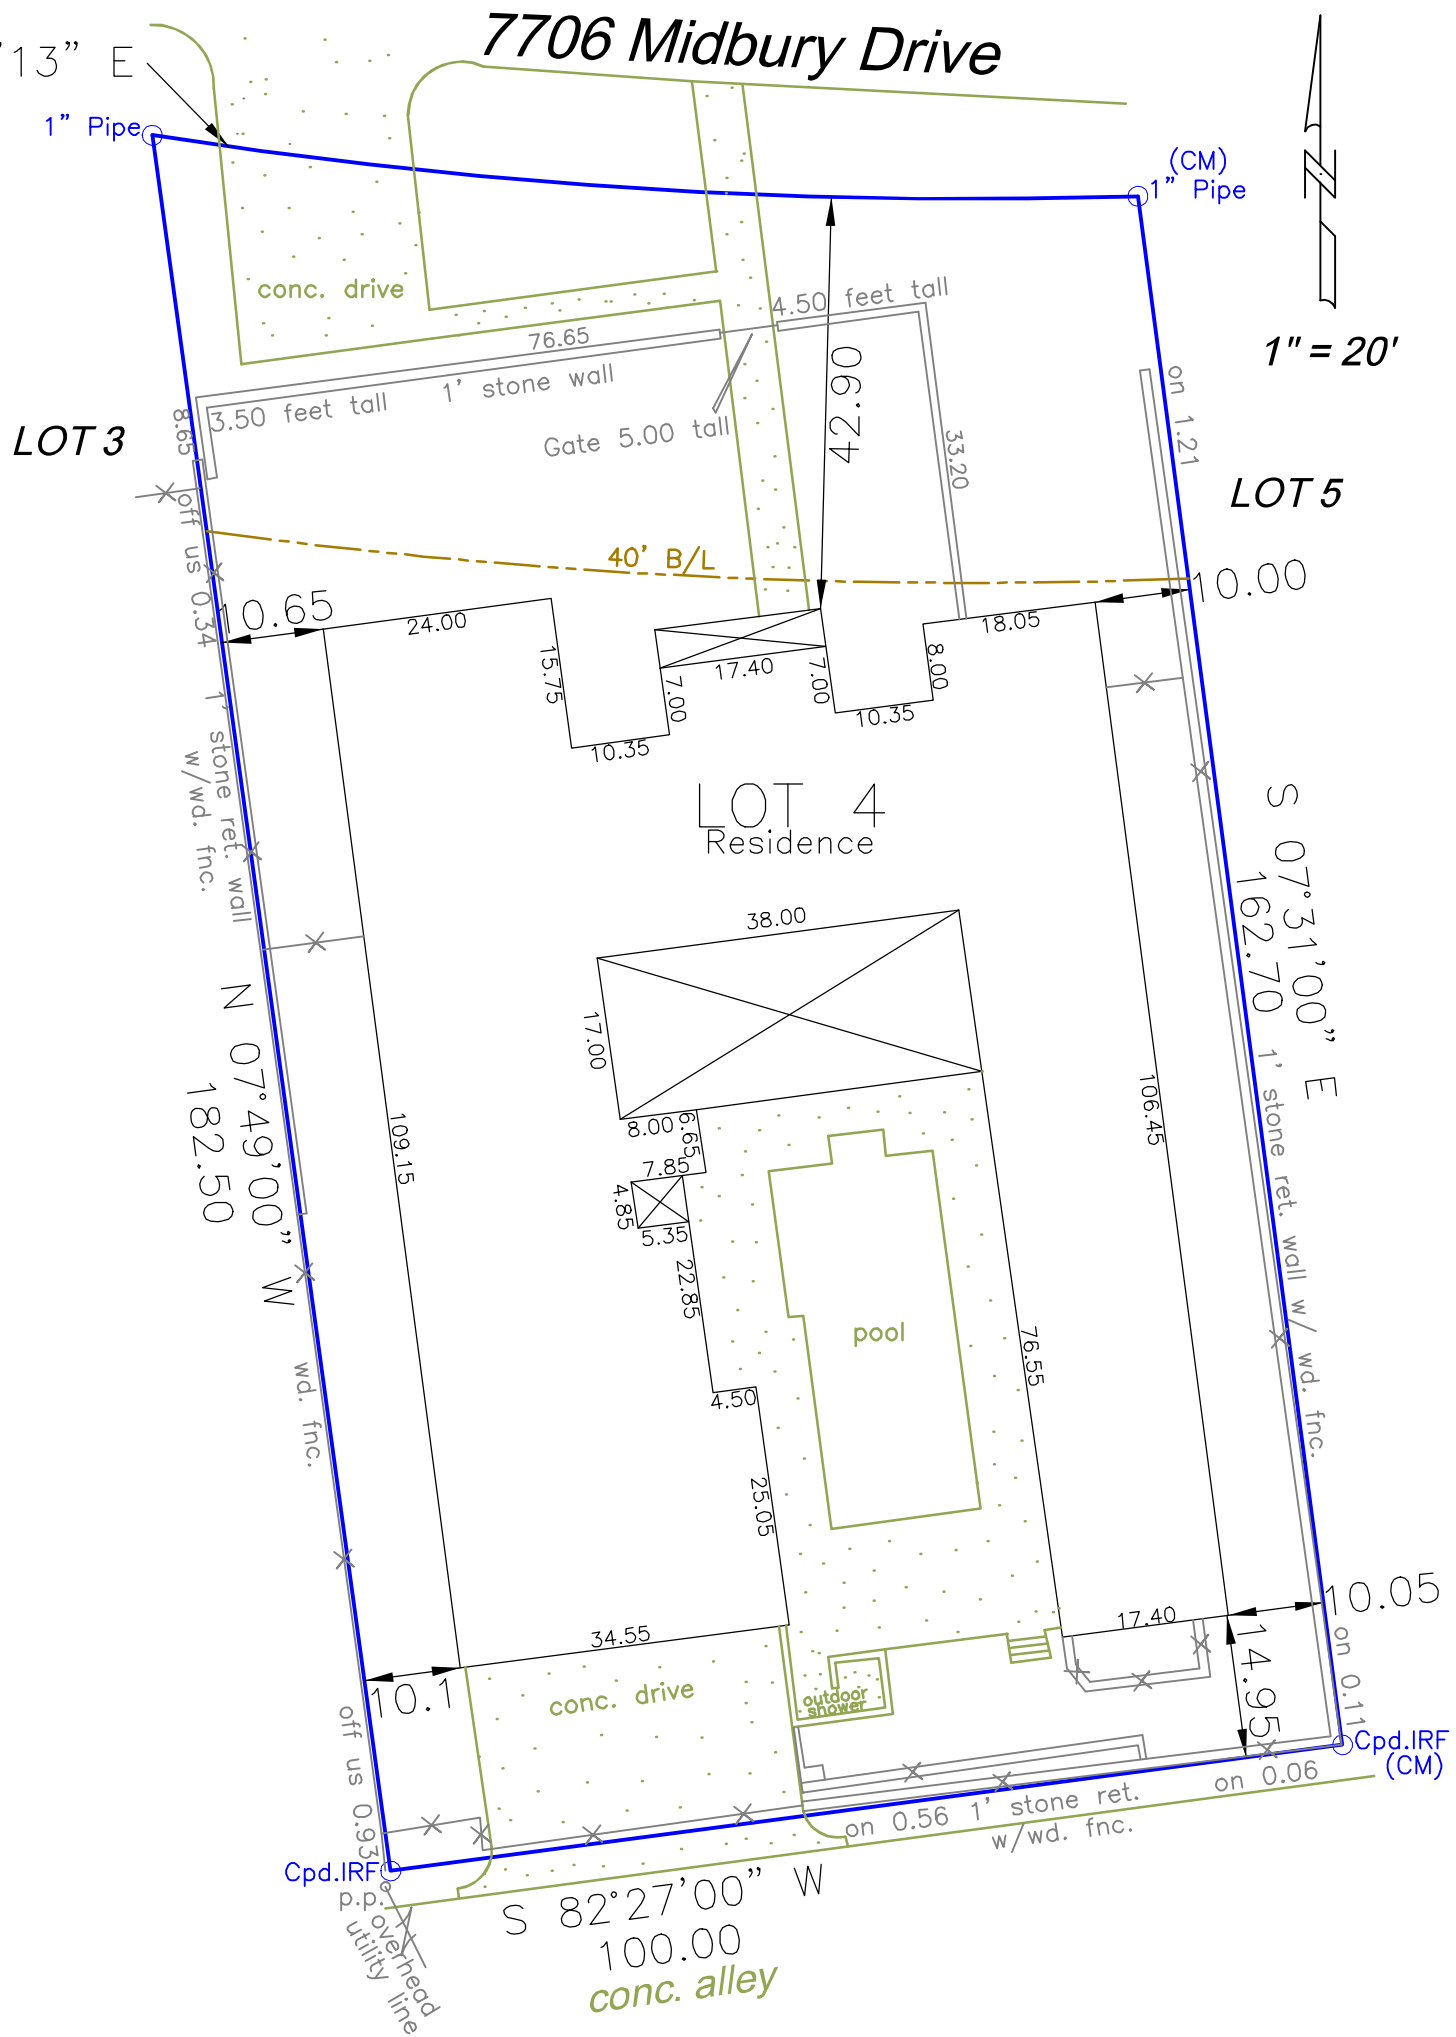 7706 Midbury Drive
'13" E
1" Pipe
(CM)
1" Pipe
1" = 20'
conc. drive
4.50 feet tall
76.65
1' stone wall
3.50 feet tall
Gate 5.00 tall
8.65
42.90
33.20
on 1.21
LOT 3
LOT 5
off us 0.34
40' B/L
10.65
24.00
10.00
18.05
15.75
7.00
17.40
7.00
8.00
10.35
10.35
1' stone ret. wall
w/wd. fnc.
LOT 4
Residence
S 07°31'00" E
162.70
38.00
17.00
N 07°49'00" W
182.50
109.15
106.45
1' stone ret. wall w/ wd. fnc.
8.00
6.65
7.85
4.85
5.35
22.85
pool
76.55
wd. fnc.
4.50
25.05
34.55
17.40
10.05
10.1
conc. drive
outdoor
shower
14.95
on 0.11
off us 0.93
Cpd.IRF
(CM)
on 0.06
on 0.56 1' stone ret.
w/wd. fnc.
Cpd.IRF
p.p.
overhead
utility line
S 82°27'00" W
100.00
conc. alley
N